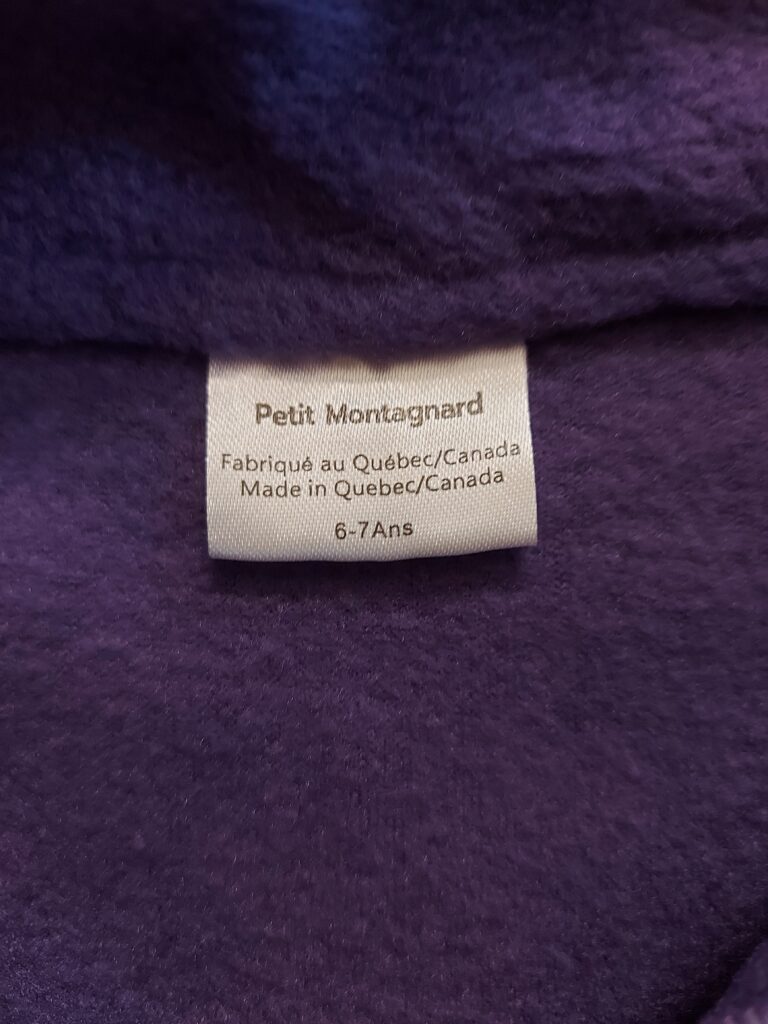 Petit Montagnard
Fabriqué au Québec/Canada
Made in Quebec/Canada
6-7Ans